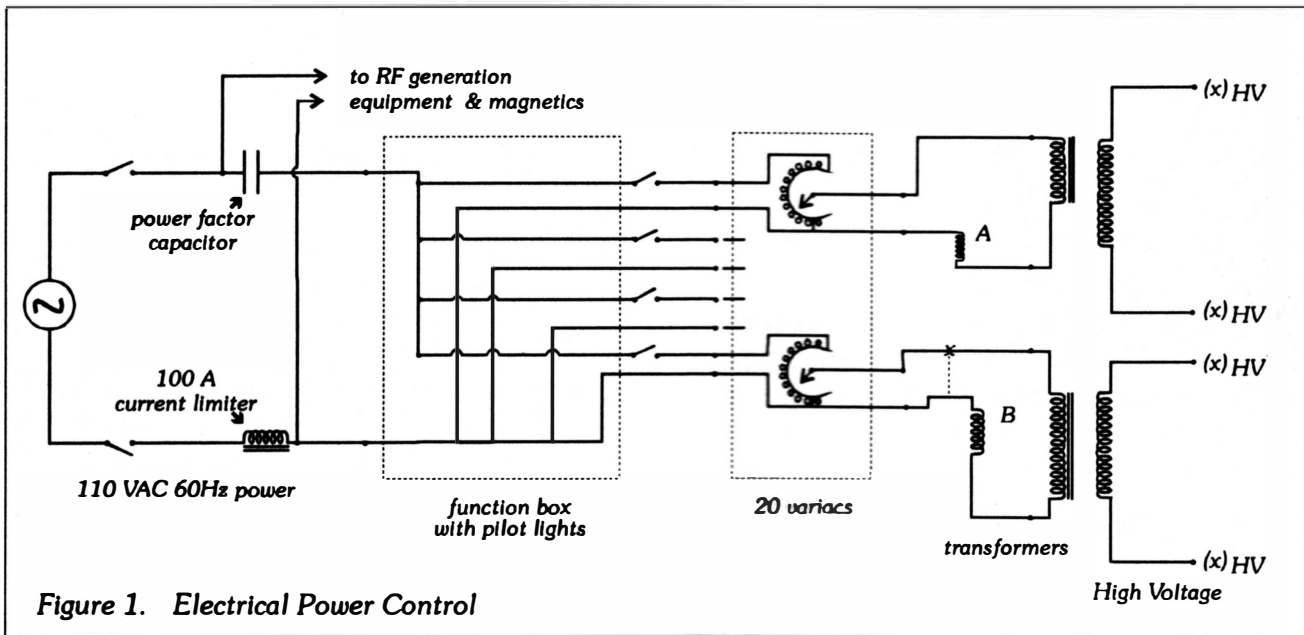 to RF generation
equipment & magnetics
power factor
capacitor
100 A
current limiter
110 VAC 60Hz power
function box
with pilot lights
20 variacs
A
B
transformers
(x) HV
(x) HV
(x) HV
(x) HV
High Voltage
Figure 1. Electrical Power Control